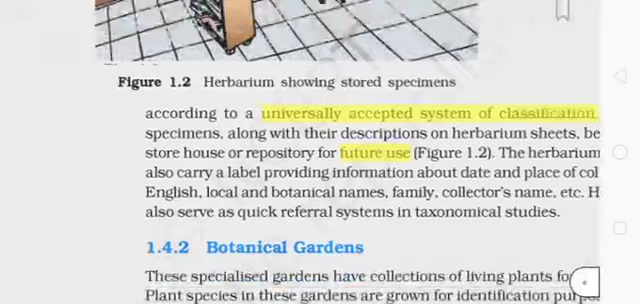 Figure 1.2 Herbarium showing stored specimens
according to a universally accepted system of classification
specimens, along with their descriptions on herbarium sheets, be
store house or repository for future use (Figure 1.2). The herbarium
also carry a label providing information about date and place of col
English, local and botanical names, family, collector's name, etc. H
also serve as quick referral systems in taxonomical studies.
1.4.2 Botanical Gardens
These specialised gardens have collections of living plants fo
Plant species in these gardens are grown for identification